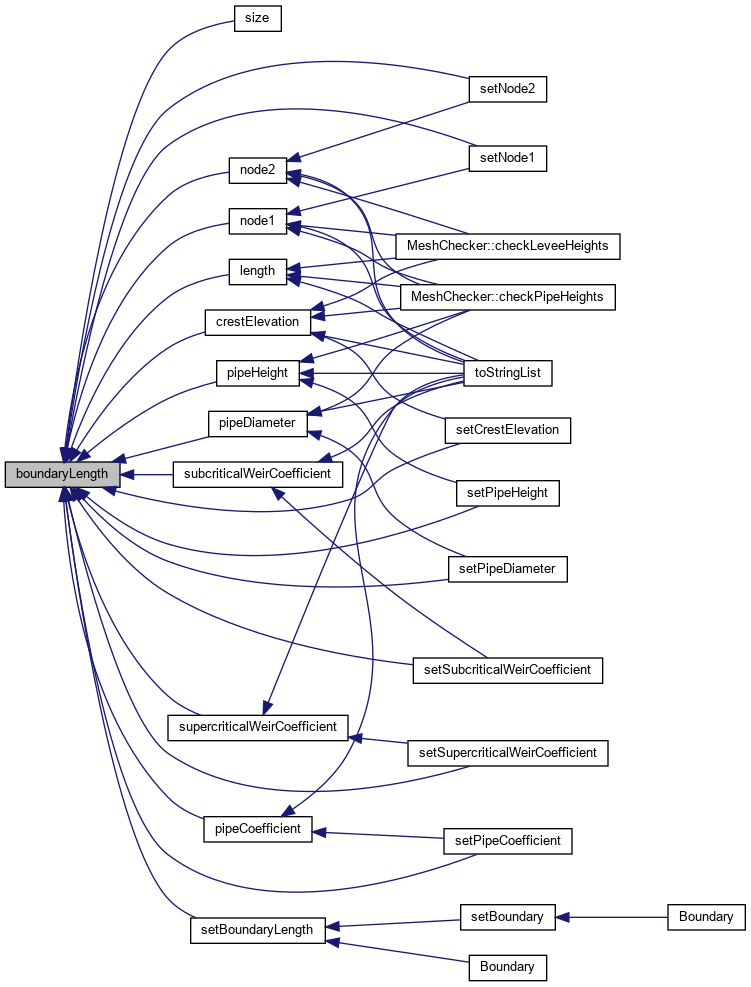 size
setNode2
setNode1
node2
node1
MeshChecker::checkLeveeHeights
length
MeshChecker::checkPipeHeights
crestElevation
pipeHeight
toStringList
pipeDiameter
setCrestElevation
boundaryLength
subcriticalWeirCoefficient
setPipeHeight
setPipeDiameter
setSubcriticalWeirCoefficient
supercriticalWeirCoefficient
setSupercriticalWeirCoefficient
pipeCoefficient
setPipeCoefficient
setBoundaryLength
setBoundary
Boundary
Boundary